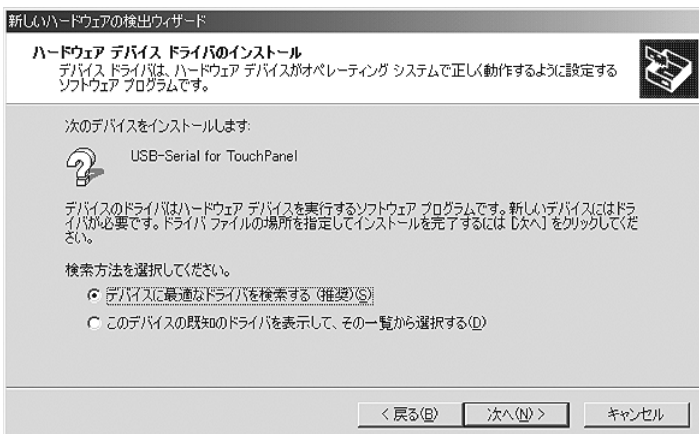 新しいハードウェアの検出ウィザード
ハードウェア デバイス ドライバのインストール
デバイス ドライバは、ハードウェア デバイスがオペレーティング システムで正しく動作するように設定する
ソフトウェア プログラムです。
次のデバイスをインストールします:
USB-Serial for TouchPanel
デバイスのドライバはハードウェア デバイスを実行するソフトウェア プログラムです。新しいデバイスにはドラ
イバが必要です。ドライバ ファイルの場所を指定してインストールを完了するには [次へ] をクリックしてくだ
さい。
検索方法を選択してください。
デバイスに最適なドライバを検索する (推奨)(S)
このデバイスの既知のドライバを表示して、その一覧から選択する(D)
< 戻る(B)
次へ(N) >
キャンセル